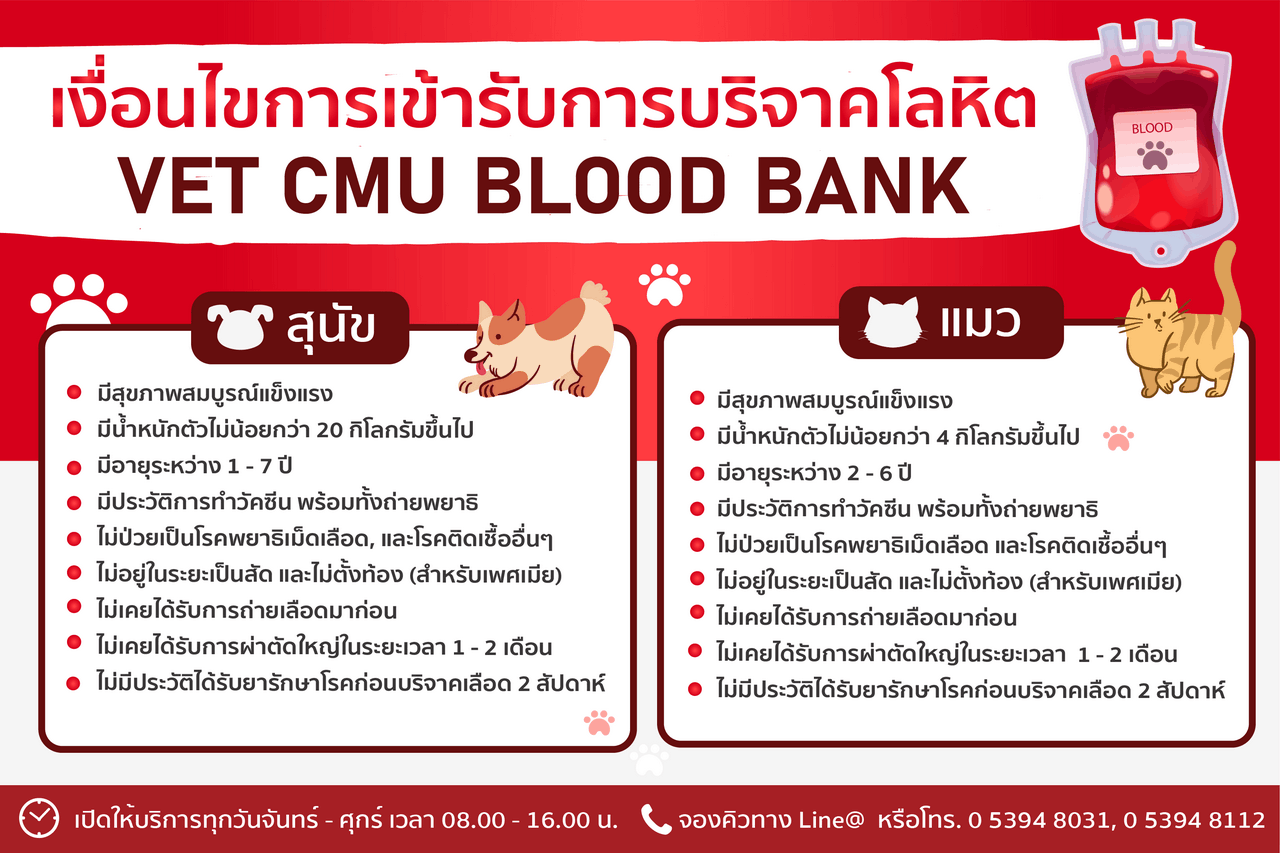 เงื่อนไขการเข้ารับการบริจาคโลหิต
VET CMU BLOOD BANK
BLOOD
สุนัข
มีสุขภาพสมบูรณ์แข็งแรง
มีน้ำหนักตัวไม่น้อยกว่า 20 กิโลกรัมขึ้นไป
มีอายุระหว่าง 1 - 7 ปี
มีประวัติการทำวัคซีน พร้อมทั้งถ่ายพยาธิ
ไม่ป่วยเป็นโรคพยาธิเม็ดเลือด, และโรคติดเชื้ออื่นๆ
ไม่อยู่ในระยะเป็นสัด และไม่ตั้งท้อง (สำหรับเพศเมีย)
ไม่เคยได้รับการถ่ายเลือดมาก่อน
ไม่เคยได้รับการผ่าตัดใหญ่ในระยะเวลา 1 - 2 เดือน
ไม่มีประวัติได้รับยารักษาโรคก่อนบริจาคเลือด 2 สัปดาห์
แมว
มีสุขภาพสมบูรณ์แข็งแรง
มีน้ำหนักตัวไม่น้อยกว่า 4 กิโลกรัมขึ้นไป
มีอายุระหว่าง 2 - 6 ปี
มีประวัติการทำวัคซีน พร้อมทั้งถ่ายพยาธิ
ไม่ป่วยเป็นโรคพยาธิเม็ดเลือด และโรคติดเชื้ออื่นๆ
ไม่อยู่ในระยะเป็นสัด และไม่ตั้งท้อง (สำหรับเพศเมีย)
ไม่เคยได้รับการถ่ายเลือดมาก่อน
ไม่เคยได้รับการผ่าตัดใหญ่ในระยะเวลา 1 - 2 เดือน
ไม่มีประวัติได้รับยารักษาโรคก่อนบริจาคเลือด 2 สัปดาห์
เปิดให้บริการทุกวันจันทร์ - ศุกร์ เวลา 08.00 - 16.00 น.
จองคิวทาง Line@ หรือโทร. 0 5394 8031, 0 5394 8112